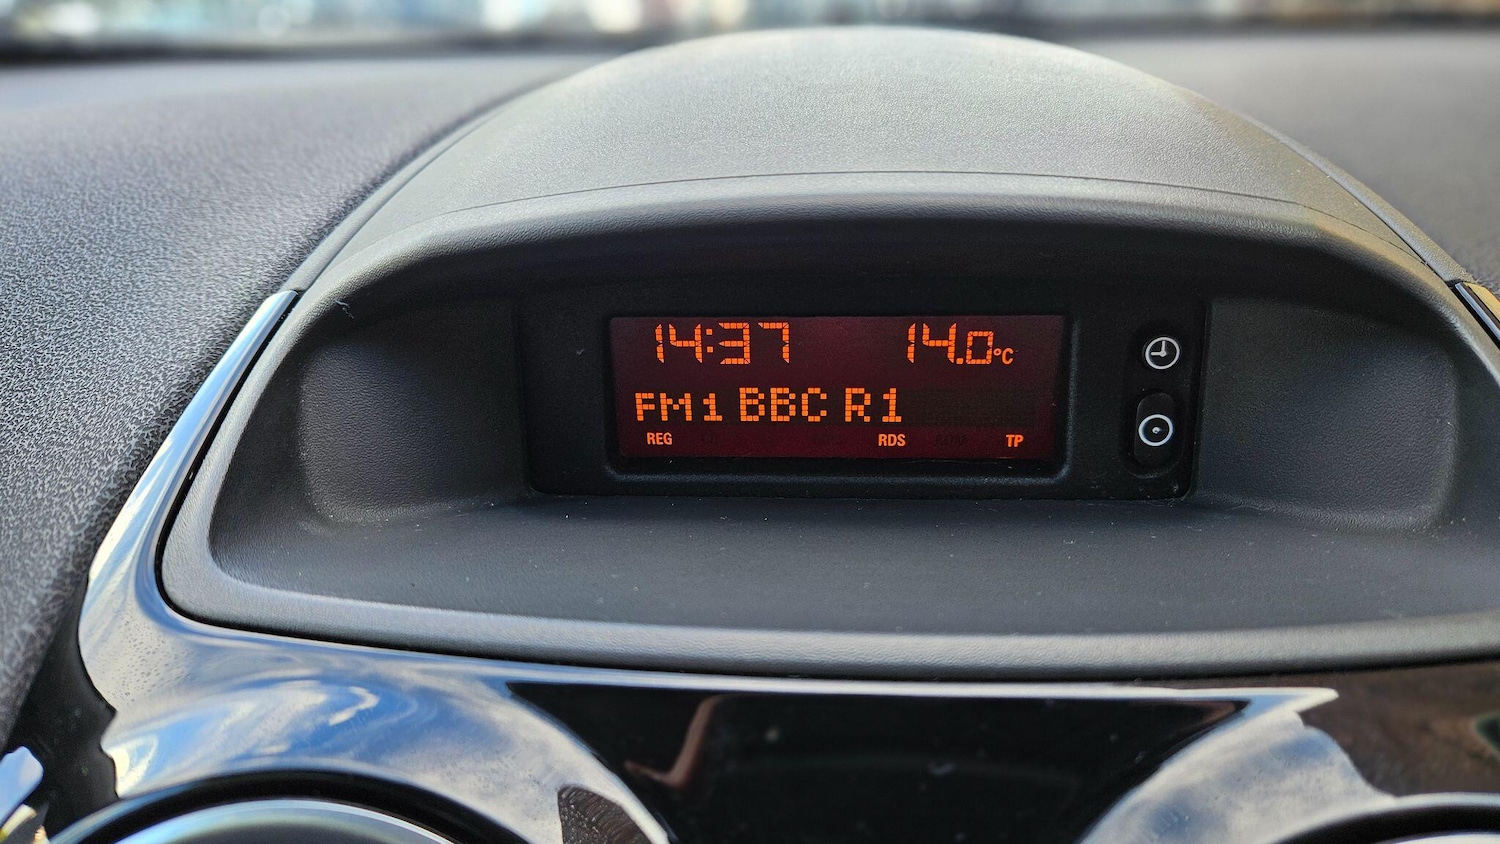 14:37 14.0°C
FM1 BBC R1
REG RDS TP